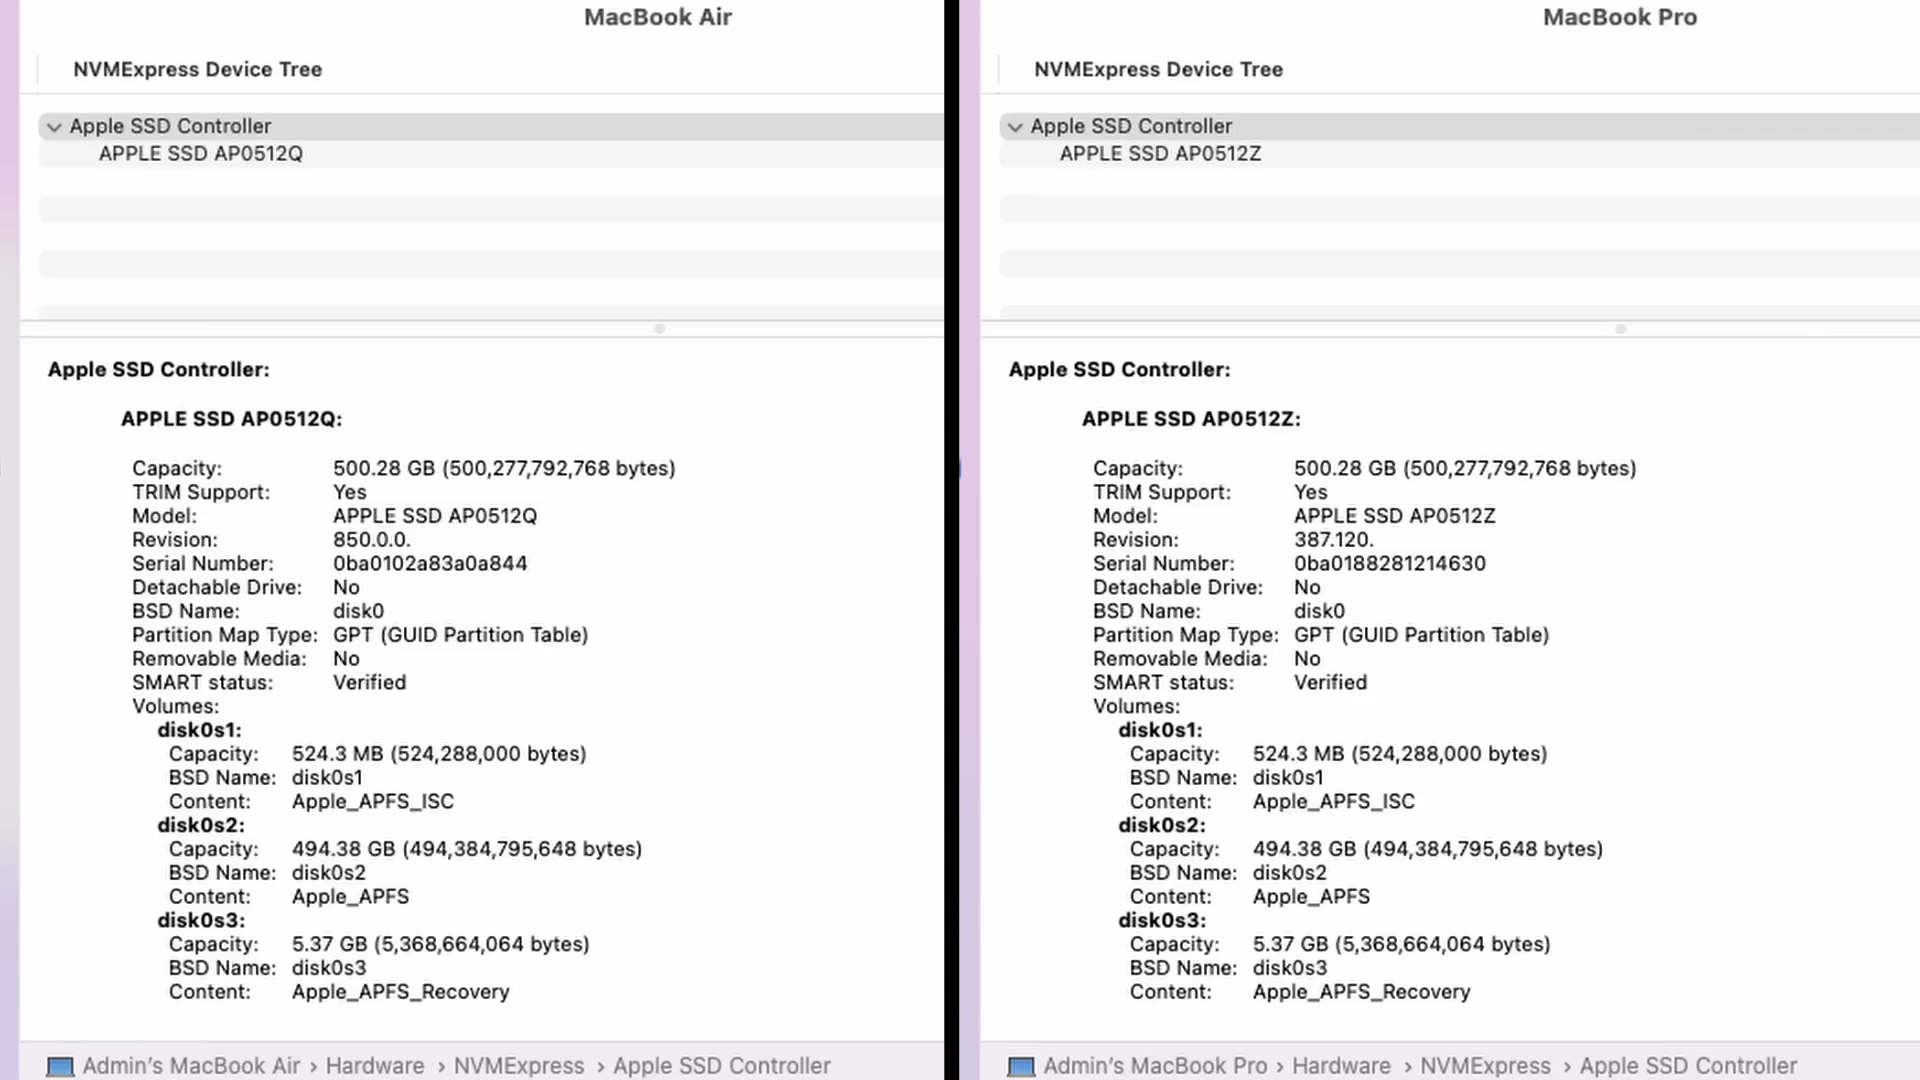 MacBook Air
NVMExpress Device Tree
Apple SSD Controller
APPLE SSD AP0512Q
Apple SSD Controller:
APPLE SSD AP0512Q:
Capacity: 500.28 GB (500,277,792,768 bytes)
TRIM Support: Yes
Model: APPLE SSD AP0512Q
Revision: 850.0.0.
Serial Number: 0ba0102a83a0a844
Detachable Drive: No
BSD Name: disk0
Partition Map Type: GPT (GUID Partition Table)
Removable Media: No
SMART status: Verified
Volumes:
disk0s1:
Capacity: 524.3 MB (524,288,000 bytes)
BSD Name: disk0s1
Content: Apple_APFS_ISC
disk0s2:
Capacity: 494.38 GB (494,384,795,648 bytes)
BSD Name: disk0s2
Content: Apple_APFS
disk0s3:
Capacity: 5.37 GB (5,368,664,064 bytes)
BSD Name: disk0s3
Content: Apple_APFS_Recovery
Admin's MacBook Air › Hardware › NVMExpress › Apple SSD Controller
MacBook Pro
NVMExpress Device Tree
Apple SSD Controller
APPLE SSD AP0512Z
Apple SSD Controller:
APPLE SSD AP0512Z:
Capacity: 500.28 GB (500,277,792,768 bytes)
TRIM Support: Yes
Model: APPLE SSD AP0512Z
Revision: 387.120.
Serial Number: 0ba0188281214630
Detachable Drive: No
BSD Name: disk0
Partition Map Type: GPT (GUID Partition Table)
Removable Media: No
SMART status: Verified
Volumes:
disk0s1:
Capacity: 524.3 MB (524,288,000 bytes)
BSD Name: disk0s1
Content: Apple_APFS_ISC
disk0s2:
Capacity: 494.38 GB (494,384,795,648 bytes)
BSD Name: disk0s2
Content: Apple_APFS
disk0s3:
Capacity: 5.37 GB (5,368,664,064 bytes)
BSD Name: disk0s3
Content: Apple_APFS_Recovery
Admin's MacBook Pro › Hardware › NVMExpress › Apple SSD Controller